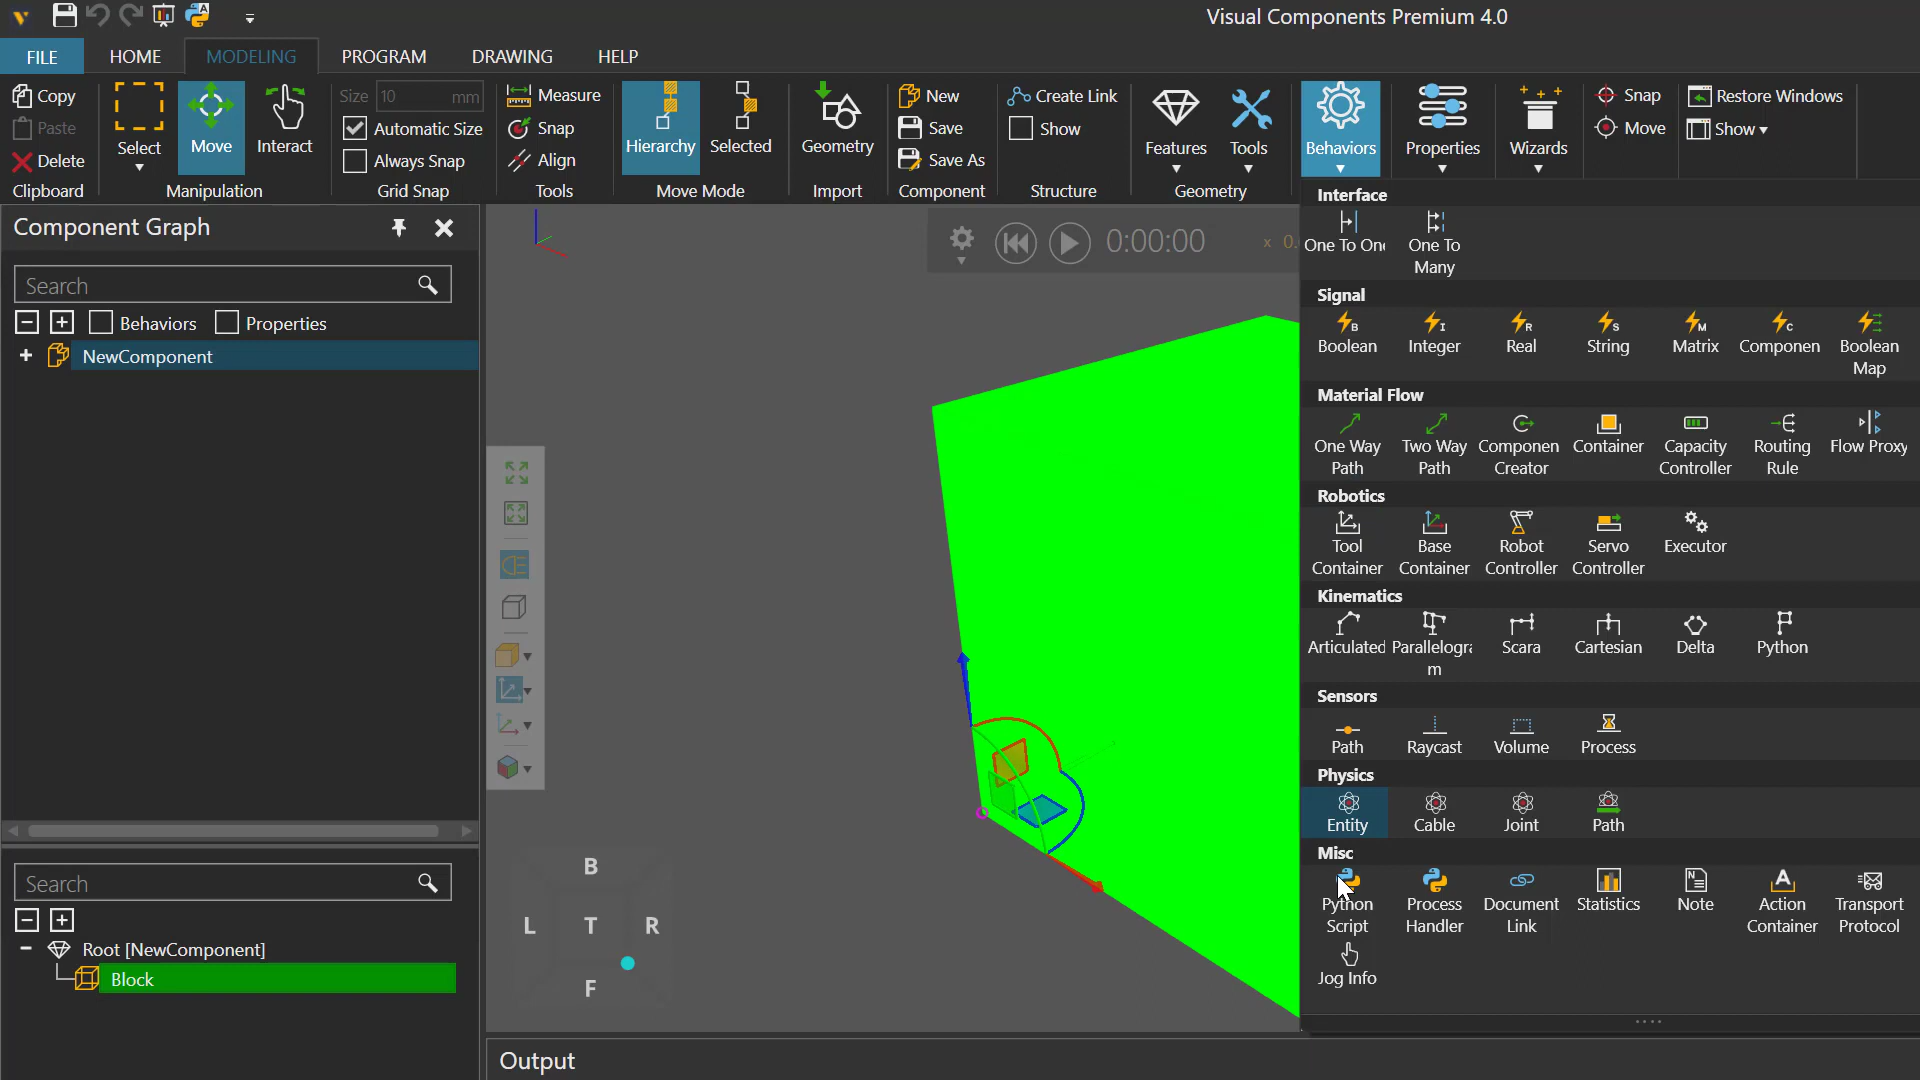 Visual Components Premium 4.0
FILE
HOME
MODELING
PROGRAM
DRAWING
HELP
Copy
Paste
Delete
Clipboard
Select
Move
Interact
Manipulation
Size 10 mm
Automatic Size
Always Snap
Grid Snap
Measure
Snap
Align
Tools
Hierarchy
Selected
Move Mode
Geometry
Import
New
Save
Save As
Component
Create Link
Show
Structure
Features
Tools
Geometry
Behaviors
Properties
Wizards
Snap
Move
Restore Windows
Show
Component Graph
Search
Behaviors
Properties
NewComponent
Search
Root [NewComponent]
Block
0:00:00
x 0.
B
L T R
F
Output
Interface
One To One
One To
Many
Signal
Boolean
Integer
Real
String
Matrix
Componen
Boolean
Map
Material Flow
One Way
Path
Two Way
Path
Componen
Creator
Container
Capacity
Controller
Routing
Rule
Flow Proxy
Robotics
Tool
Container
Base
Container
Robot
Controller
Servo
Controller
Executor
Kinematics
Articulated
Parallelogra
m
Scara
Cartesian
Delta
Python
Sensors
Path
Raycast
Volume
Process
Physics
Entity
Cable
Joint
Path
Misc
Python
Script
Process
Handler
Document
Link
Statistics
Note
Action
Container
Transport
Protocol
Jog Info